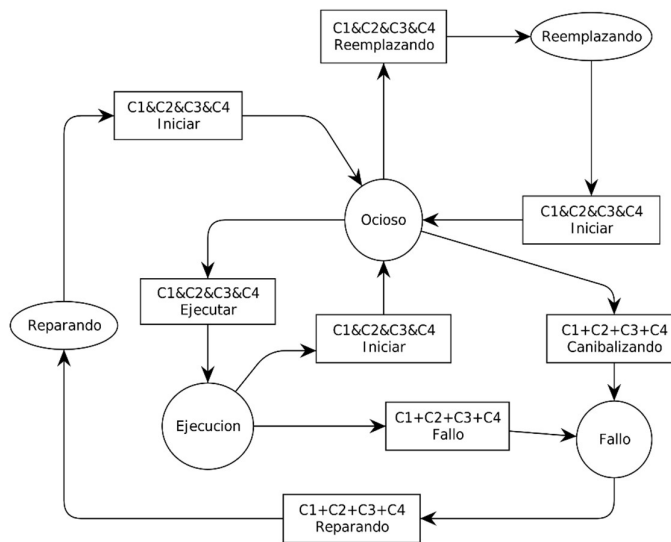 C1&C2&C3&C4
Reemplazando
Reemplazando
C1&C2&C3&C4
Iniciar
Ocioso
C1&C2&C3&C4
Iniciar
C1&C2&C3&C4
Ejecutar
Reparando
C1&C2&C3&C4
Iniciar
C1+C2+C3+C4
Canibalizando
Ejecucion
C1+C2+C3+C4
Fallo
Fallo
C1+C2+C3+C4
Reparando